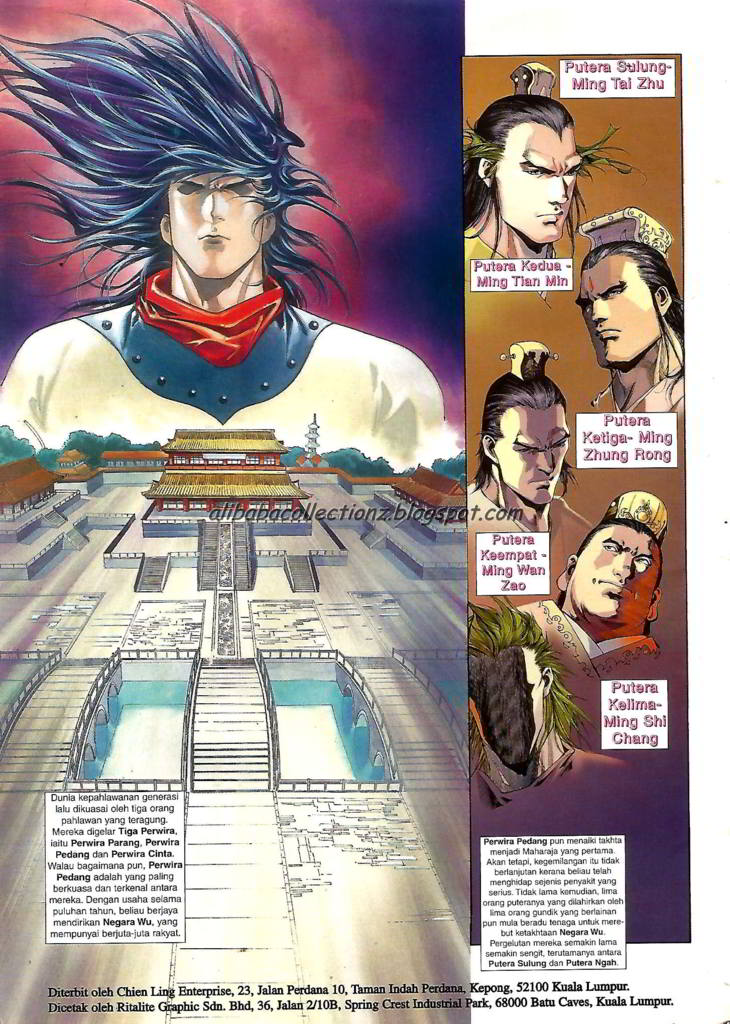 Putera Sulung-
Ming Tai Zhu
Putera Kedua -
Ming Tian Min
Putera
Ketiga- Ming
Zhung Rong
alibabacollectionz.blogspot.com
Putera
Keempat -
Ming Wan
Zao
Putera
Kelima-
Ming Shi
Chang
Dunia kepahlawanan generasi
lalu dikuasai oleh tiga orang
pahlawan yang teragung.
Mereka digelar Tiga Perwira,
iaitu Perwira Parang, Perwira
Pedang dan Perwira Cinta.
Walau bagaimana pun, Perwira
Pedang adalah yang paling
berkuasa dan terkenal antara
mereka. Dengan usaha selama
puluhan tahun, beliau berjaya
mendirikan Negara Wu, yang
mempunyai berjuta-juta rakyat.
Perwira Pedang pun menaiki takhta
menjadi Maharaja yang pertama.
Akan tetapi, kegemilangan itu tidak
berlanjutan kerana beliau telah
menghidap sejenis penyakit yang
serius. Tidak lama kemudian, lima
orang puteranya yang dilahirkan oleh
lima orang gundik yang berlainan
pun mula beradu tenaga untuk mere-
but ketakhtaan Negara Wu.
Pergelutan mereka semakin lama
semakin sengit, terutamanya antara
Putera Sulung dan Putera Ngah.
Diterbit oleh Chien Ling Enterprise, 23, Jalan Perdana 10, Taman Indah Perdana, Kepong, 52100 Kuala Lumpur.
Dicetak oleh Ritalite Graphic Sdn. Bhd, 36, Jalan 2/10B, Spring Crest Industrial Park, 68000 Batu Caves, Kuala Lumpur.